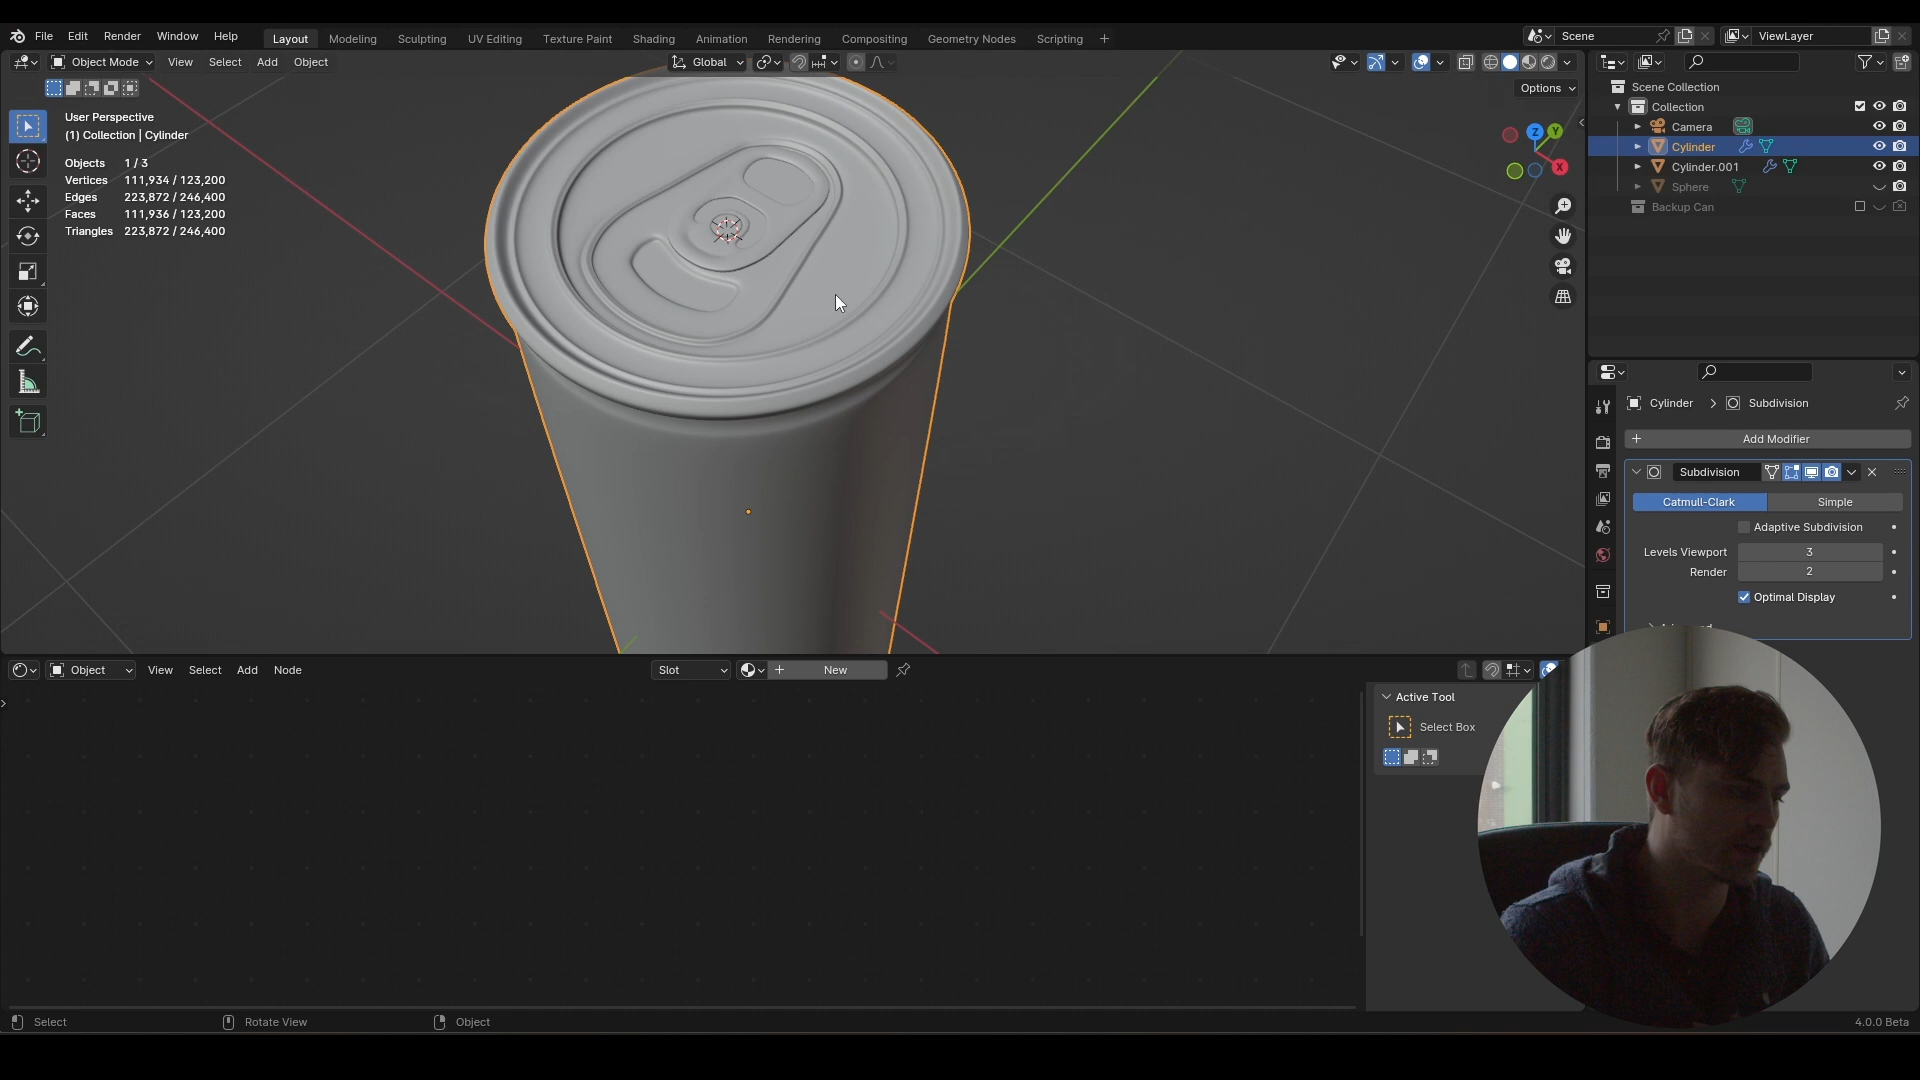 File Edit Render Window Help Layout Modeling Sculpting UV Editing Texture Paint Shading Animation Rendering Compositing Geometry Nodes Scripting + Scene ViewLayer
Object Mode View Select Add Object Global
Options
User Perspective
(1) Collection | Cylinder
Objects 1 / 3
Vertices 111,934 / 123,200
Edges 223,872 / 246,400
Faces 111,936 / 123,200
Triangles 223,872 / 246,400
Z Y
X
Scene Collection
Collection
Camera
Cylinder
Cylinder.001
Sphere
Backup Can
Cylinder > Subdivision
+ Add Modifier
Subdivision
Catmull-Clark Simple
Adaptive Subdivision
Levels Viewport 3
Render 2
Optimal Display
Object View Select Add Node Slot + New
Active Tool
Select Box
Select Rotate View Object 4.0.0 Beta